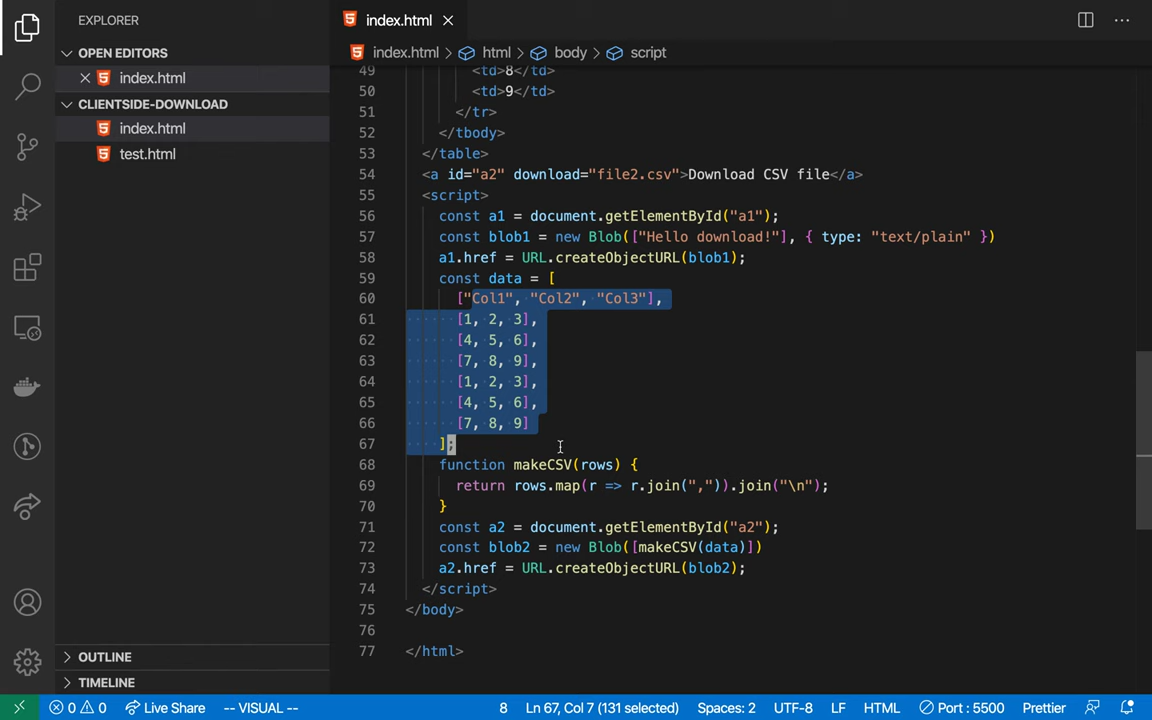 EXPLORER
OPEN EDITORS
index.html
CLIENTSIDE-DOWNLOAD
index.html
test.html
OUTLINE
TIMELINE
index.html
index.html > html > body > script
49 <td>8</td>
50 <td>9</td>
51 </tr>
52 </tbody>
53 </table>
54 <a id="a2" download="file2.csv">Download CSV file</a>
55 <script>
56 const a1 = document.getElementById("a1");
57 const blob1 = new Blob(["Hello download!"], { type: "text/plain" })
58 a1.href = URL.createObjectURL(blob1);
59 const data = [
60 ["Col1", "Col2", "Col3"],
61 [1, 2, 3],
62 [4, 5, 6],
63 [7, 8, 9],
64 [1, 2, 3],
65 [4, 5, 6],
66 [7, 8, 9]
67 ];
68 function makeCSV(rows) {
69 return rows.map(r => r.join(",")).join("\n");
70 }
71 const a2 = document.getElementById("a2");
72 const blob2 = new Blob([makeCSV(data)])
73 a2.href = URL.createObjectURL(blob2);
74 </script>
75 </body>
76
77 </html>
0 0 Live Share -- VISUAL -- 8 Ln 67, Col 7 (131 selected) Spaces: 2 UTF-8 LF HTML Port : 5500 Prettier